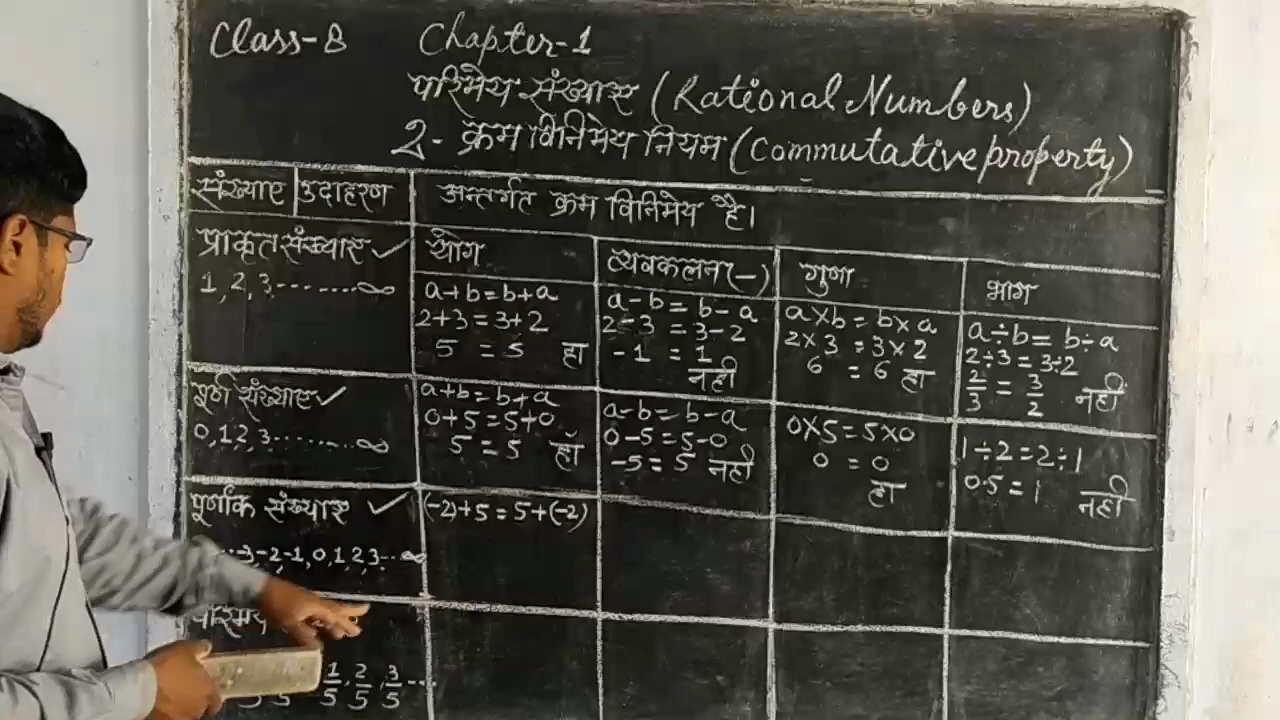 Class-8 Chapter-1
परिमेय संख्याए (Rational Numbers)
2- क्रम विनिमेय नियम (Commutative property)
संख्याए उदाहरण अन्तर्गत क्रम विनिमेय है।
प्राकृत संख्याए ✓ योग व्यवकलन (-) गुणा भाग
1, 2, 3 ......... ∞
a+b=b+a
2+3=3+2
5 = 5 हा
a-b=b-a
2-3=3-2
-1 = 1
नही
a×b=b×a
2×3=3×2
6 = 6 हा
a÷b=b÷a
2÷3=3÷2
2/3 = 3/2 नही
पूर्ण संख्याए ✓
0,1,2,3 ......... ∞
a+b=b+a
0+5=5+0
5=5 हाँ
a-b=b-a
0-5=5-0
-5=5 नही
0×5=5×0
0 = 0
हा
1÷2=2÷1
0.5=1 नही
पूर्णांक संख्याए ✓
-3,-2,-1,0,1,2,3...∞
(-2)+5=5+(-2)
परिमेय
1/5, 2/5, 3/5 ...